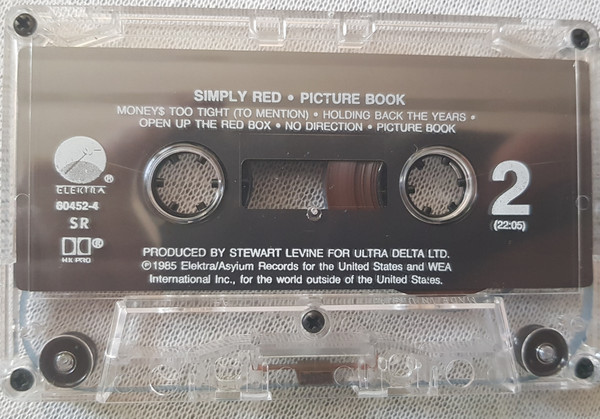 SIMPLY RED • PICTURE BOOK
MONEY$ TOO TIGHT (TO MENTION) • HOLDING BACK THE YEARS •
OPEN UP THE RED BOX • NO DIRECTION • PICTURE BOOK
ELEKTRA ®
60452-4
SR
®
HX PRO
2
(22:05)
PRODUCED BY STEWART LEVINE FOR ULTRA DELTA LTD.
℗1985 Elektra/Asylum Records for the United States and WEA
International Inc., for the world outside of the United States.